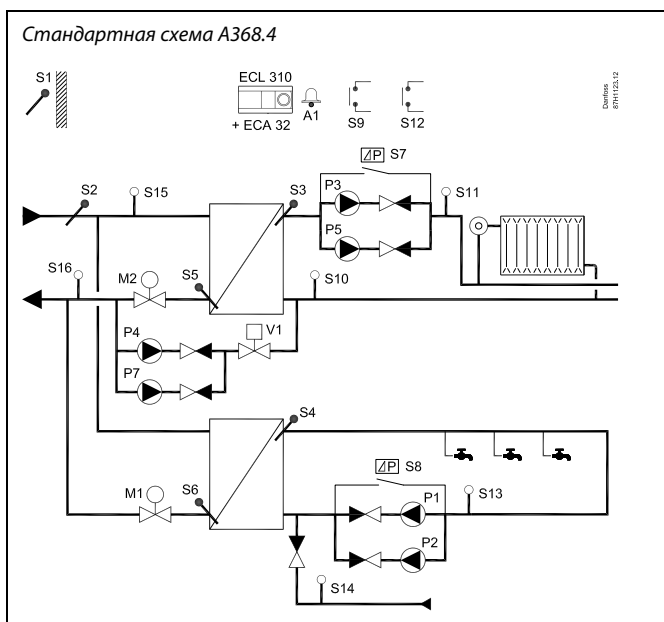 Стандартная схема A368.4
S1
ECL 310
+ ECA 32
A1
S9
S12
Danfoss
87H1123.12
S2
S15
S3
P3
P5
ΔP S7
S11
S16
M2
S5
S10
P4
P7
V1
S4
M1
S6
ΔP S8
P1
P2
S13
S14